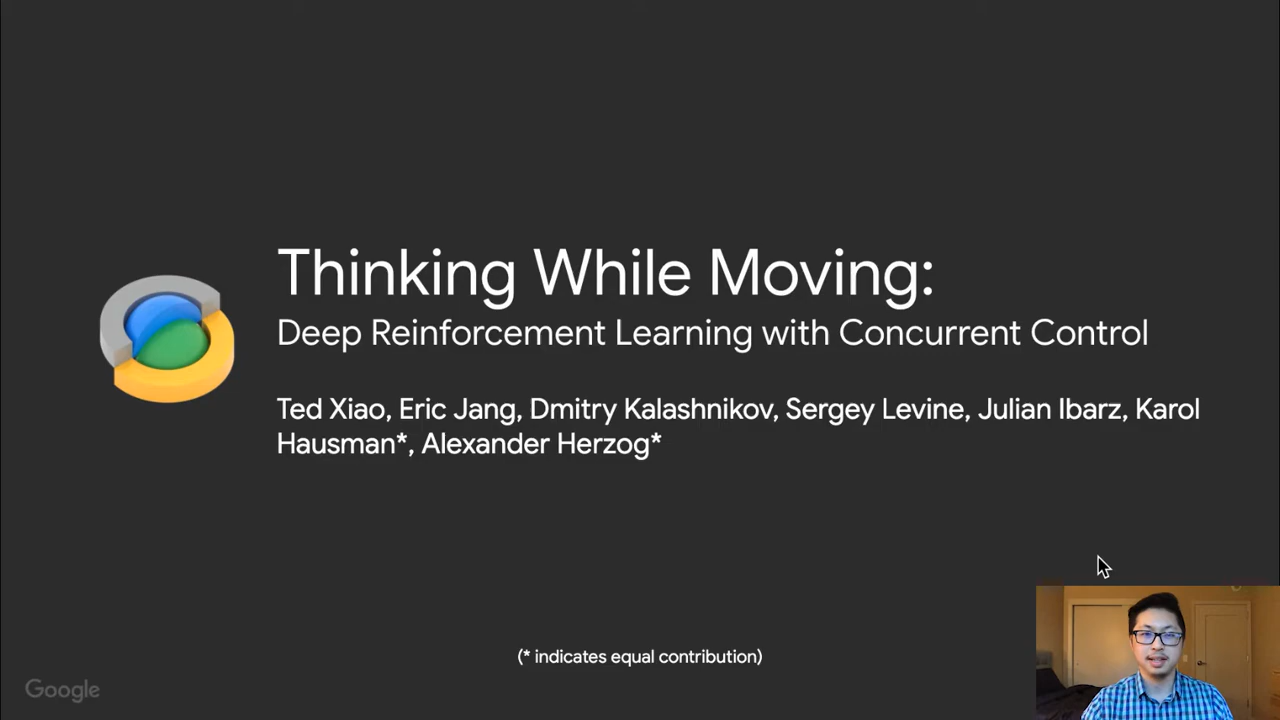 Thinking While Moving:
Deep Reinforcement Learning with Concurrent Control
Ted Xiao, Eric Jang, Dmitry Kalashnikov, Sergey Levine, Julian Ibarz, Karol
Hausman*, Alexander Herzog*
(* indicates equal contribution)
Google